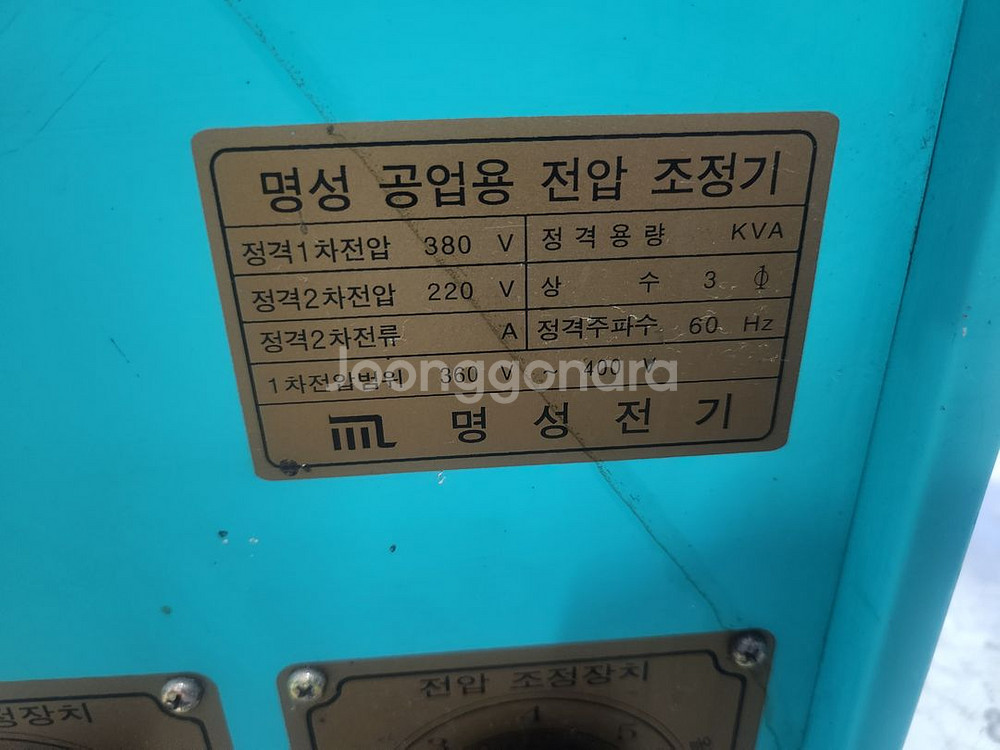 명성 공업용 전압 조정기
정격1차전압 380 V 정격용량 KVA
정격2차전압 220 V 상 수 3 ϕ
정격2차전류 A 정격주파수 60 Hz
1차전압범위 360 V ~ 400 V
Joonggonara
명성전기
전압 조정장치
정장치
3 4 5